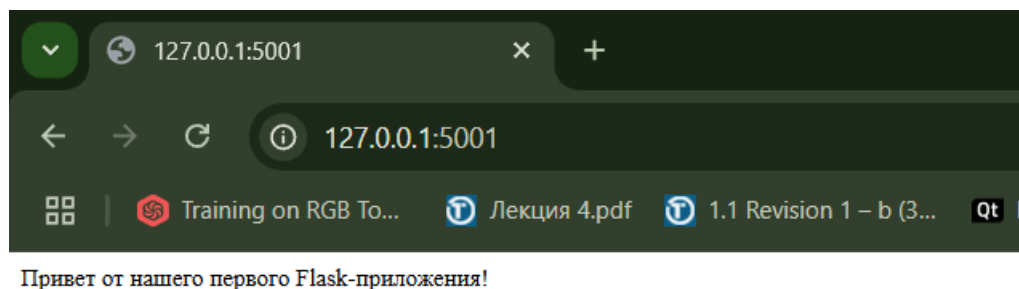 127.0.0.1:5001
127.0.0.1:5001
Training on RGB To... Лекция 4.pdf 1.1 Revision 1 – b (3... Qt
Привет от нашего первого Flask-приложения!